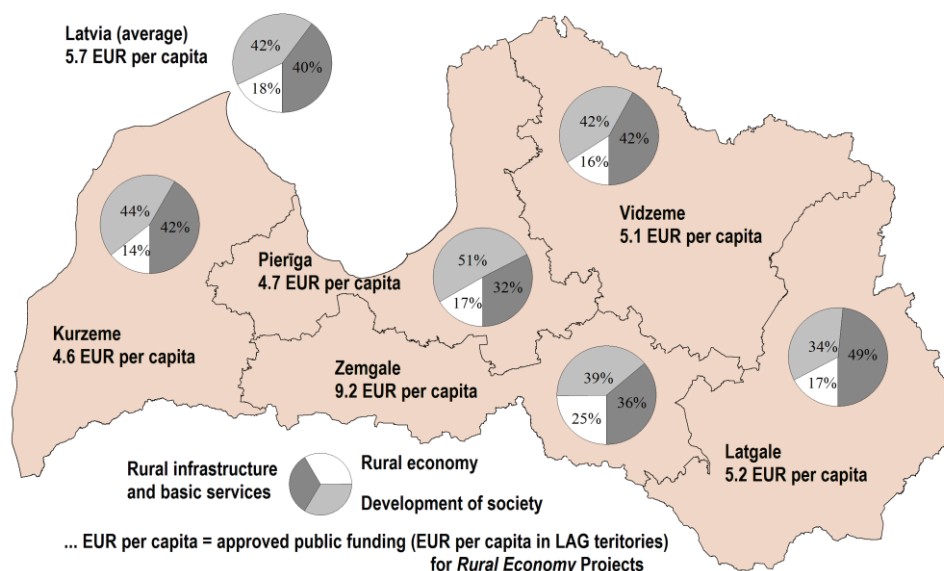 Latvia (average)
5.7 EUR per capita
42%
40%
18%
42%
42%
16%
Vidzeme
5.1 EUR per capita
44%
42%
14%
Pierīga
4.7 EUR per capita
51%
32%
17%
Kurzeme
4.6 EUR per capita
Zemgale
9.2 EUR per capita
39%
36%
25%
34%
49%
17%
Latgale
5.2 EUR per capita
Rural infrastructure
and basic services
Rural economy
Development of society
... EUR per capita = approved public funding (EUR per capita in LAG teritories)
for Rural Economy Projects